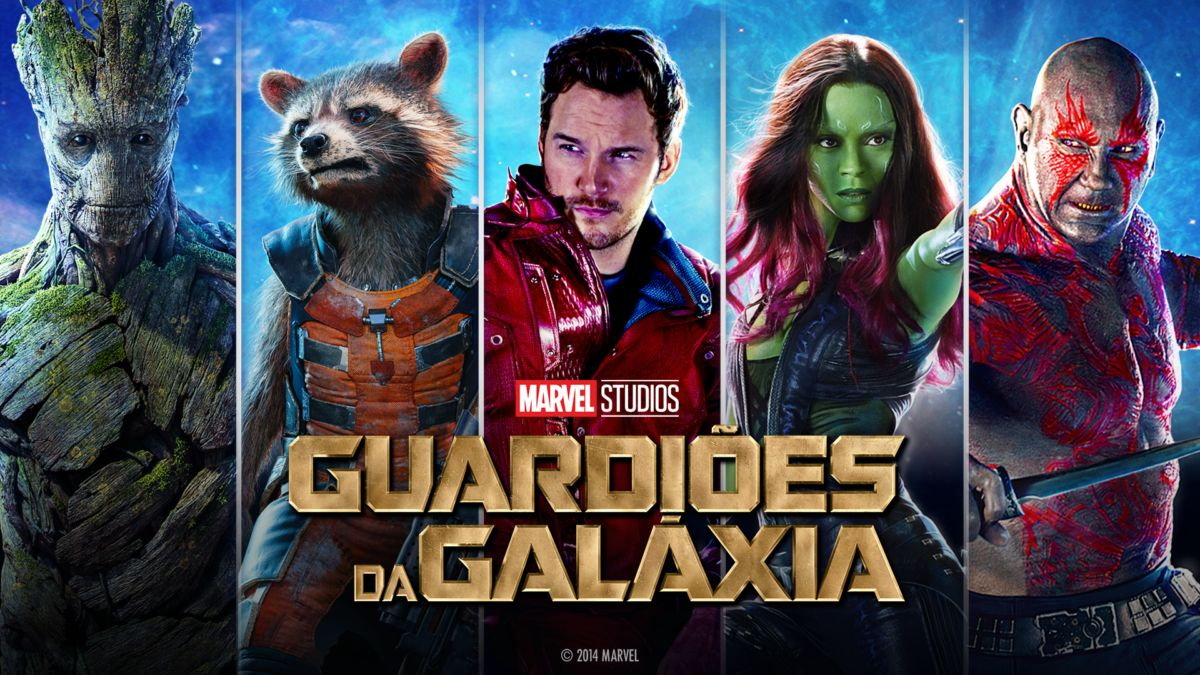 MARVEL STUDIOS
GUARDIÕES
DA GALÁXIA
© 2014 MARVEL